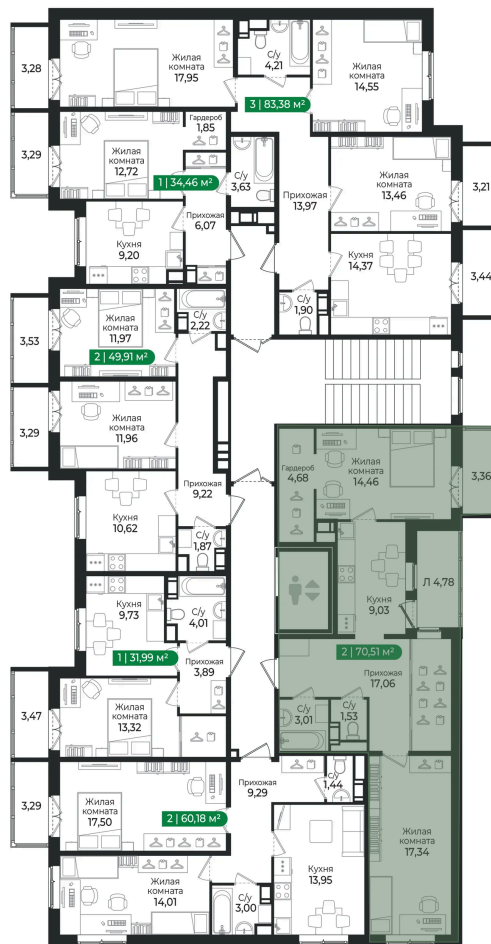 3,28
Жилая
комната
17.95
С/у
4,21
Жилая
комната
14.55
3 | 83,38 м²
3,29
Гардероб
1,85
Жилая
комната
12.72
1 | 34,46 м²
С/у
3,63
Прихожая
13.97
Жилая
комната
13.46
3,21
Прихожая
6,07
Кухня
9,20
Кухня
14,37
3,44
С/у
1,90
3,53
Жилая
комната
11.97
С/у
2,22
2 | 49,91 м²
3,29
Жилая
комната
11,96
Прихожая
9,22
Кухня
10,62
С/у
1,87
Гардероб
4,68
Жилая
комната
14,46
3,36
Кухня
9,03
Л 4,78
Кухня
9,73
С/у
4,01
1 | 31,99 м²
Прихожая
3,89
2 | 70,51 м²
Прихожая
17,06
С/у
3,01
С/у
1,53
3,47
Жилая
комната
13,32
3,29
Жилая
комната
17,50
2 | 60,18 м²
Прихожая
9,29
С/у
1,44
Жилая
комната
14,01
С/у
3,00
Кухня
13,95
Жилая
комната
17,34